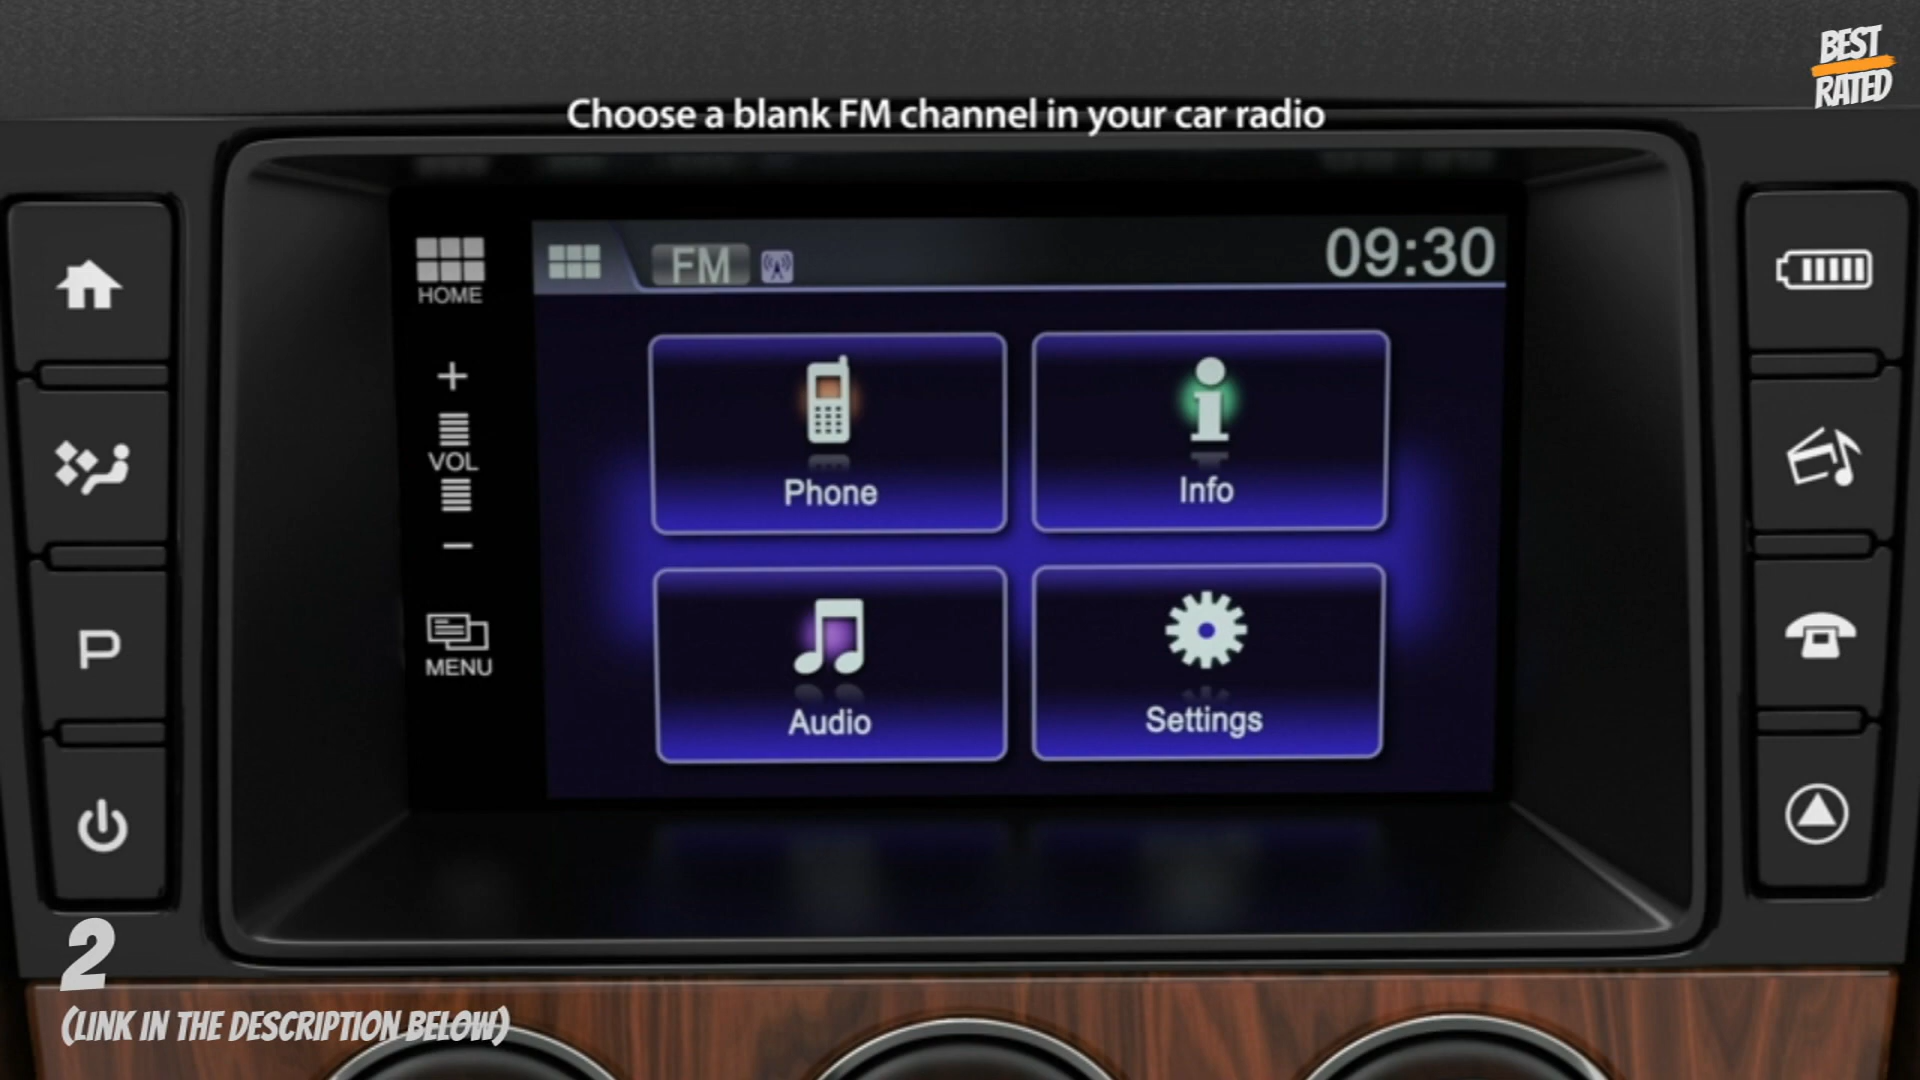 BEST
RATED
Choose a blank FM channel in your car radio
HOME
FM
09:30
+
VOL
−
MENU
Phone
Info
Audio
Settings
P
2
(LINK IN THE DESCRIPTION BELOW)